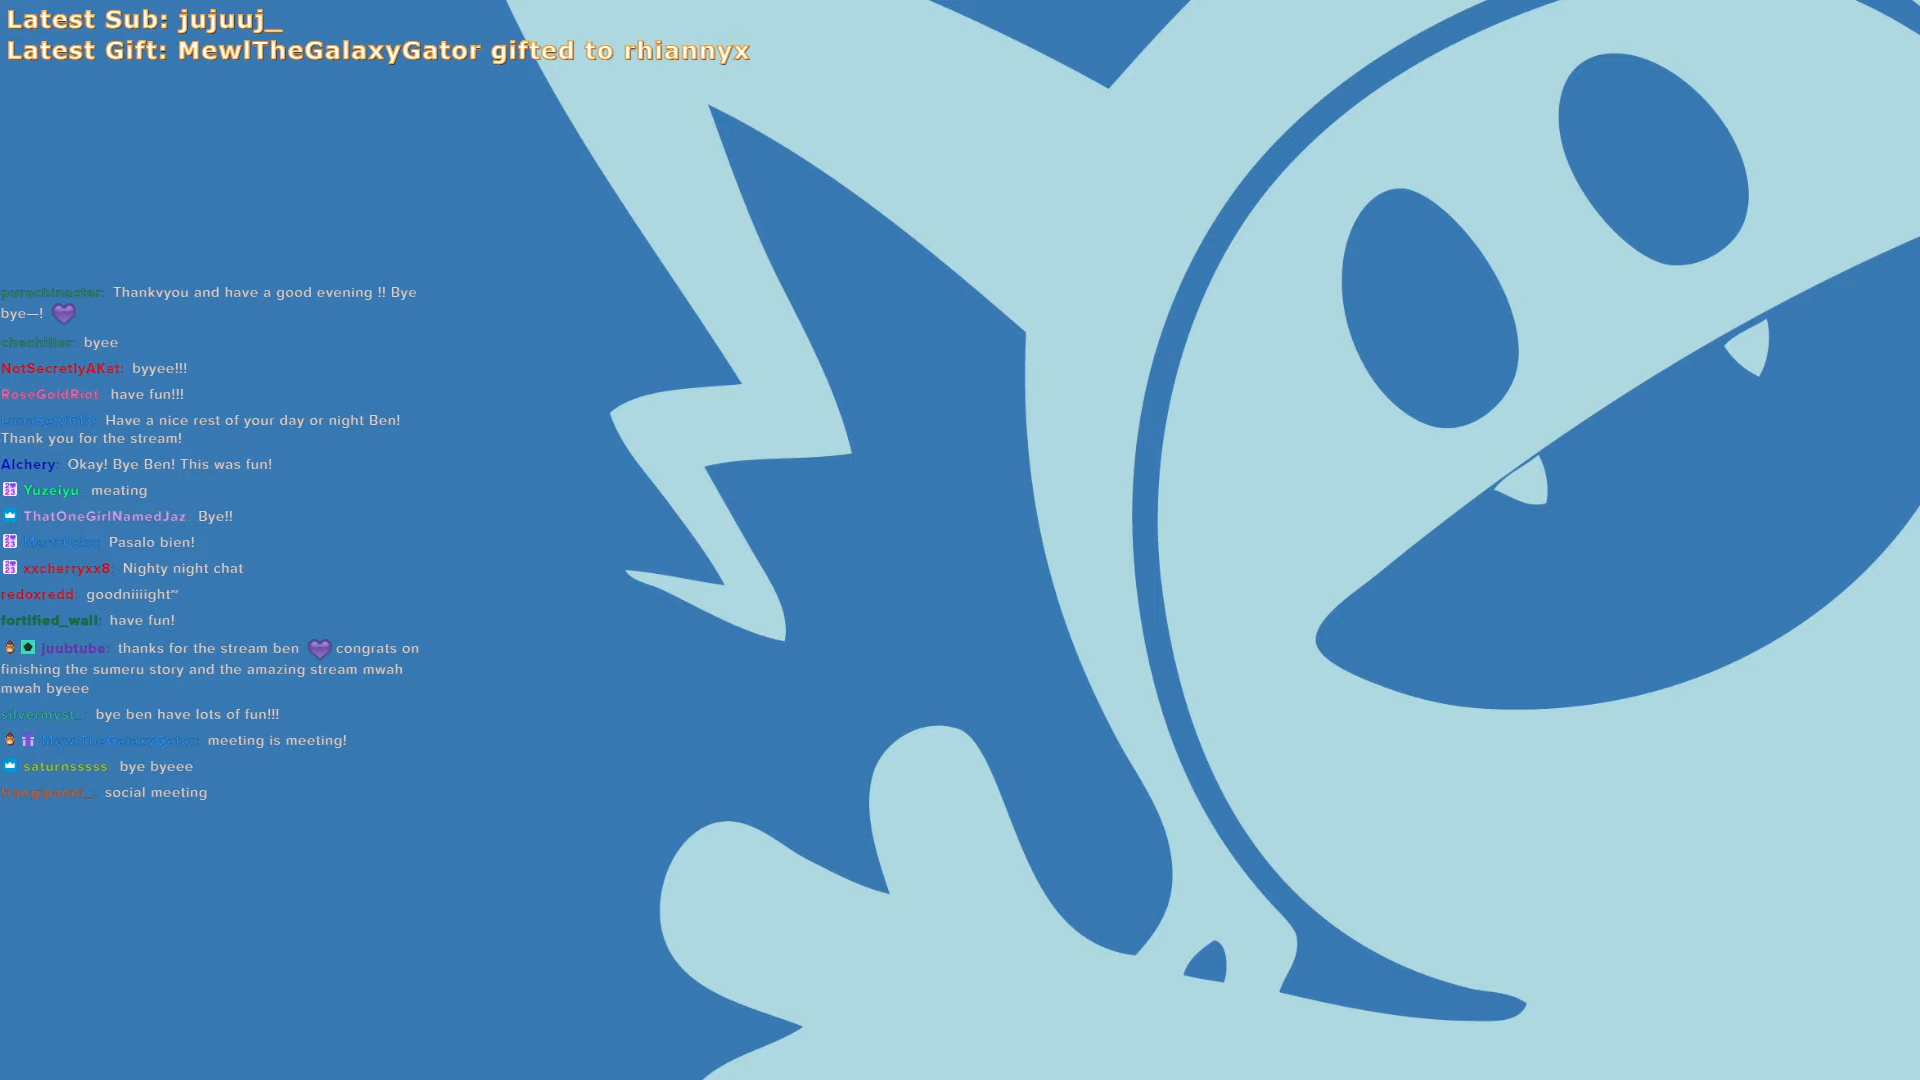 Latest Sub: jujuuj_
Latest Gift: MewlTheGalaxyGator gifted to rhiannyx
purechinastar: Thankvyou and have a good evening !! Bye
bye—!
chechiller: byee
NotSecretlyAKat: byyee!!!
RoseGoldRiot: have fun!!!
Have a nice rest of your day or night Ben!
Thank you for the stream!
Alchery: Okay! Bye Ben! This was fun!
Yuzeiyu: meating
ThatOneGirlNamedJaz: Bye!!
Pasalo bien!
xxcherryxx8: Nighty night chat
redoxredd: goodniiiight~
fortified_wall: have fun!
juubtube: thanks for the stream ben congrats on
finishing the sumeru story and the amazing stream mwah
mwah byeee
silvermyst_: bye ben have lots of fun!!!
MewlTheGalaxyGator: meeting is meeting!
saturnsssss: bye byeee
social meeting